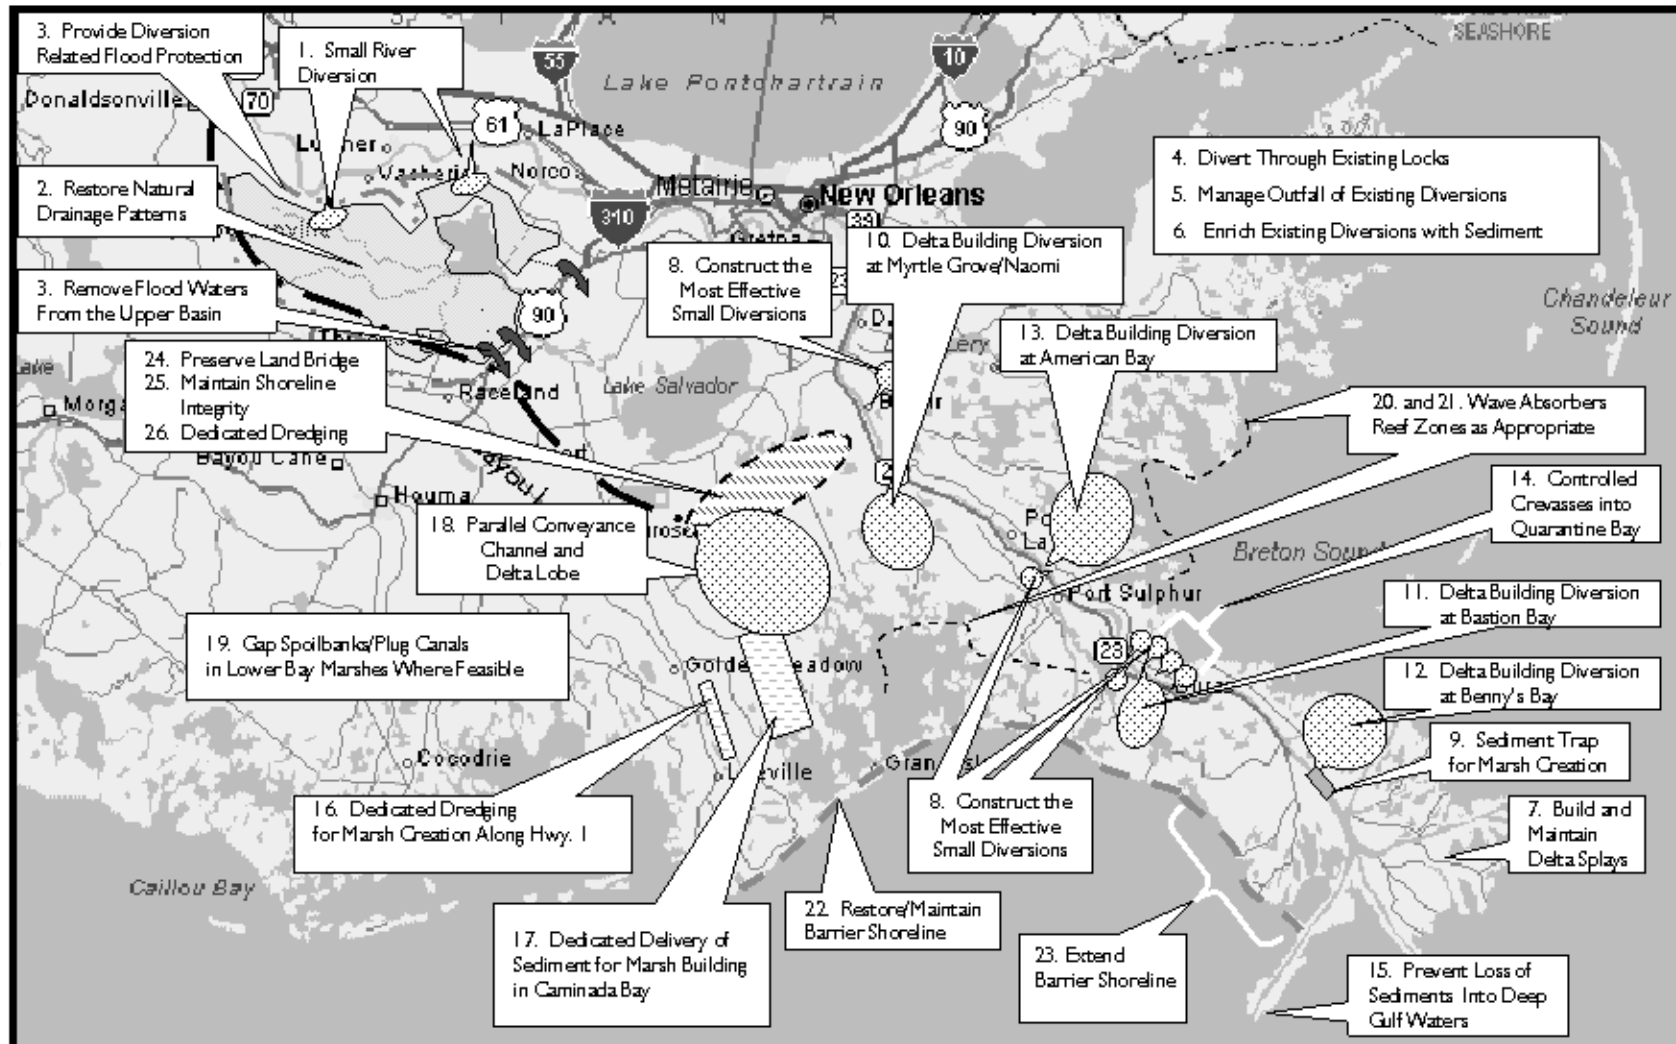 3. Provide Diversion
Related Flood Protection
1. Small River
Diversion
55
10
Lake Pontchartrain
SEASHORE
Donaldsonville
70
61
LaPlace
90
Vacherie
Norco
Metairie
New Orleans
310
39
Gretna
2. Restore Natural
Drainage Patterns
4. Divert Through Existing Locks
5. Manage Outfall of Existing Diversions
6. Enrich Existing Diversions with Sediment
8. Construct the
Most Effective
Small Diversions
10. Delta Building Diversion
at Myrtle Grove/Naomi
3. Remove Flood Waters
From the Upper Basin
90
Chandeleur
Sound
13. Delta Building Diversion
at American Bay
24. Preserve Land Bridge
25. Maintain Shoreline
Integrity
26. Dedicated Dredging
Lake Salvador
Raceland
20. and 21. Wave Absorbers
Reef Zones as Appropriate
Bayou Cane
Houma
14. Controlled
Crevasses into
Quarantine Bay
18. Parallel Conveyance
Channel and
Delta Lobe
Breton Sound
Port Sulphur
11. Delta Building Diversion
at Bastion Bay
19. Gap Spoilbanks/Plug Canals
in Lower Bay Marshes Where Feasible
Golden Meadow
23
12. Delta Building Diversion
at Benny's Bay
9. Sediment Trap
for Marsh Creation
Cocodrie
Leeville
Grand Isle
16. Dedicated Dredging
for Marsh Creation Along Hwy. 1
8. Construct the
Most Effective
Small Diversions
7. Build and
Maintain
Delta Splays
Caillou Bay
22. Restore/Maintain
Barrier Shoreline
17. Dedicated Delivery of
Sediment for Marsh Building
in Caminada Bay
23. Extend
Barrier Shoreline
15. Prevent Loss of
Sediments Into Deep
Gulf Waters